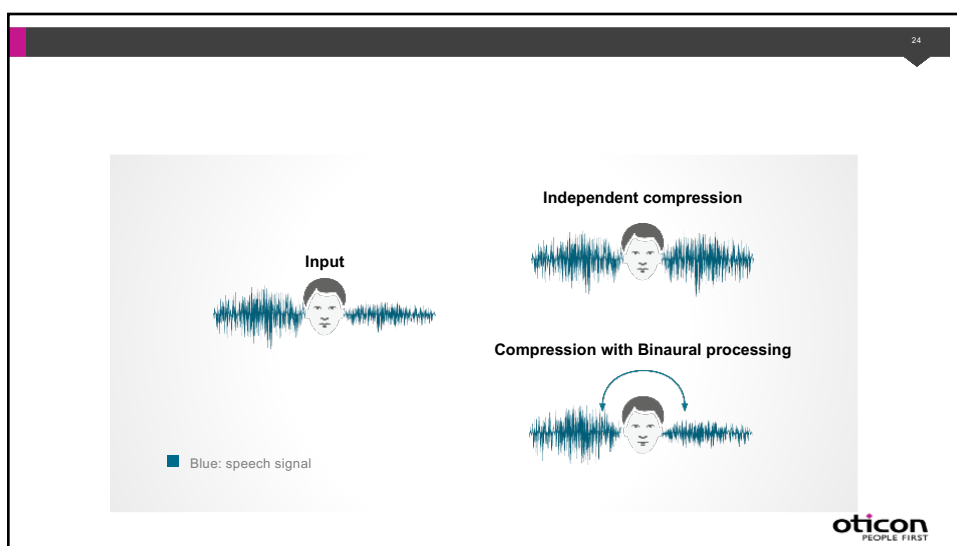 24
Independent compression
Input
Compression with Binaural processing
Blue: speech signal
oticon
PEOPLE FIRST